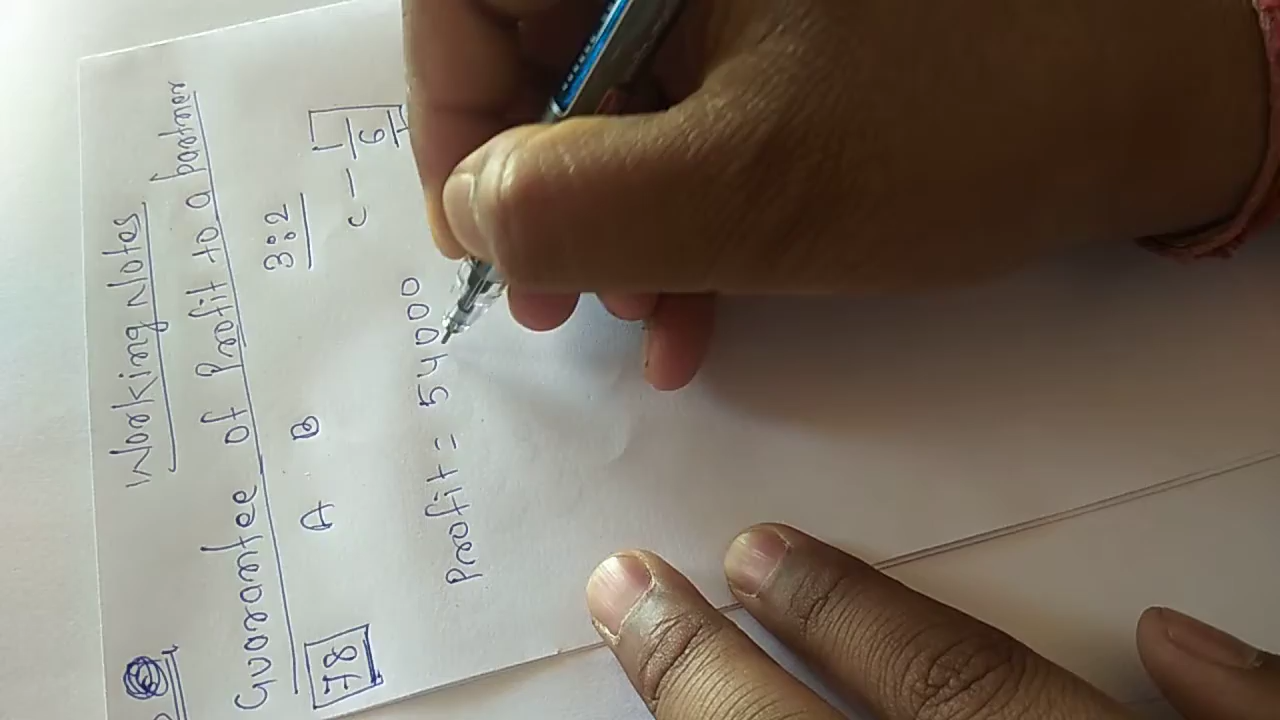 Working Notes
Guarantee of Profit to a partner
78 A B 3:2
C - 1/6
Profit = 54000